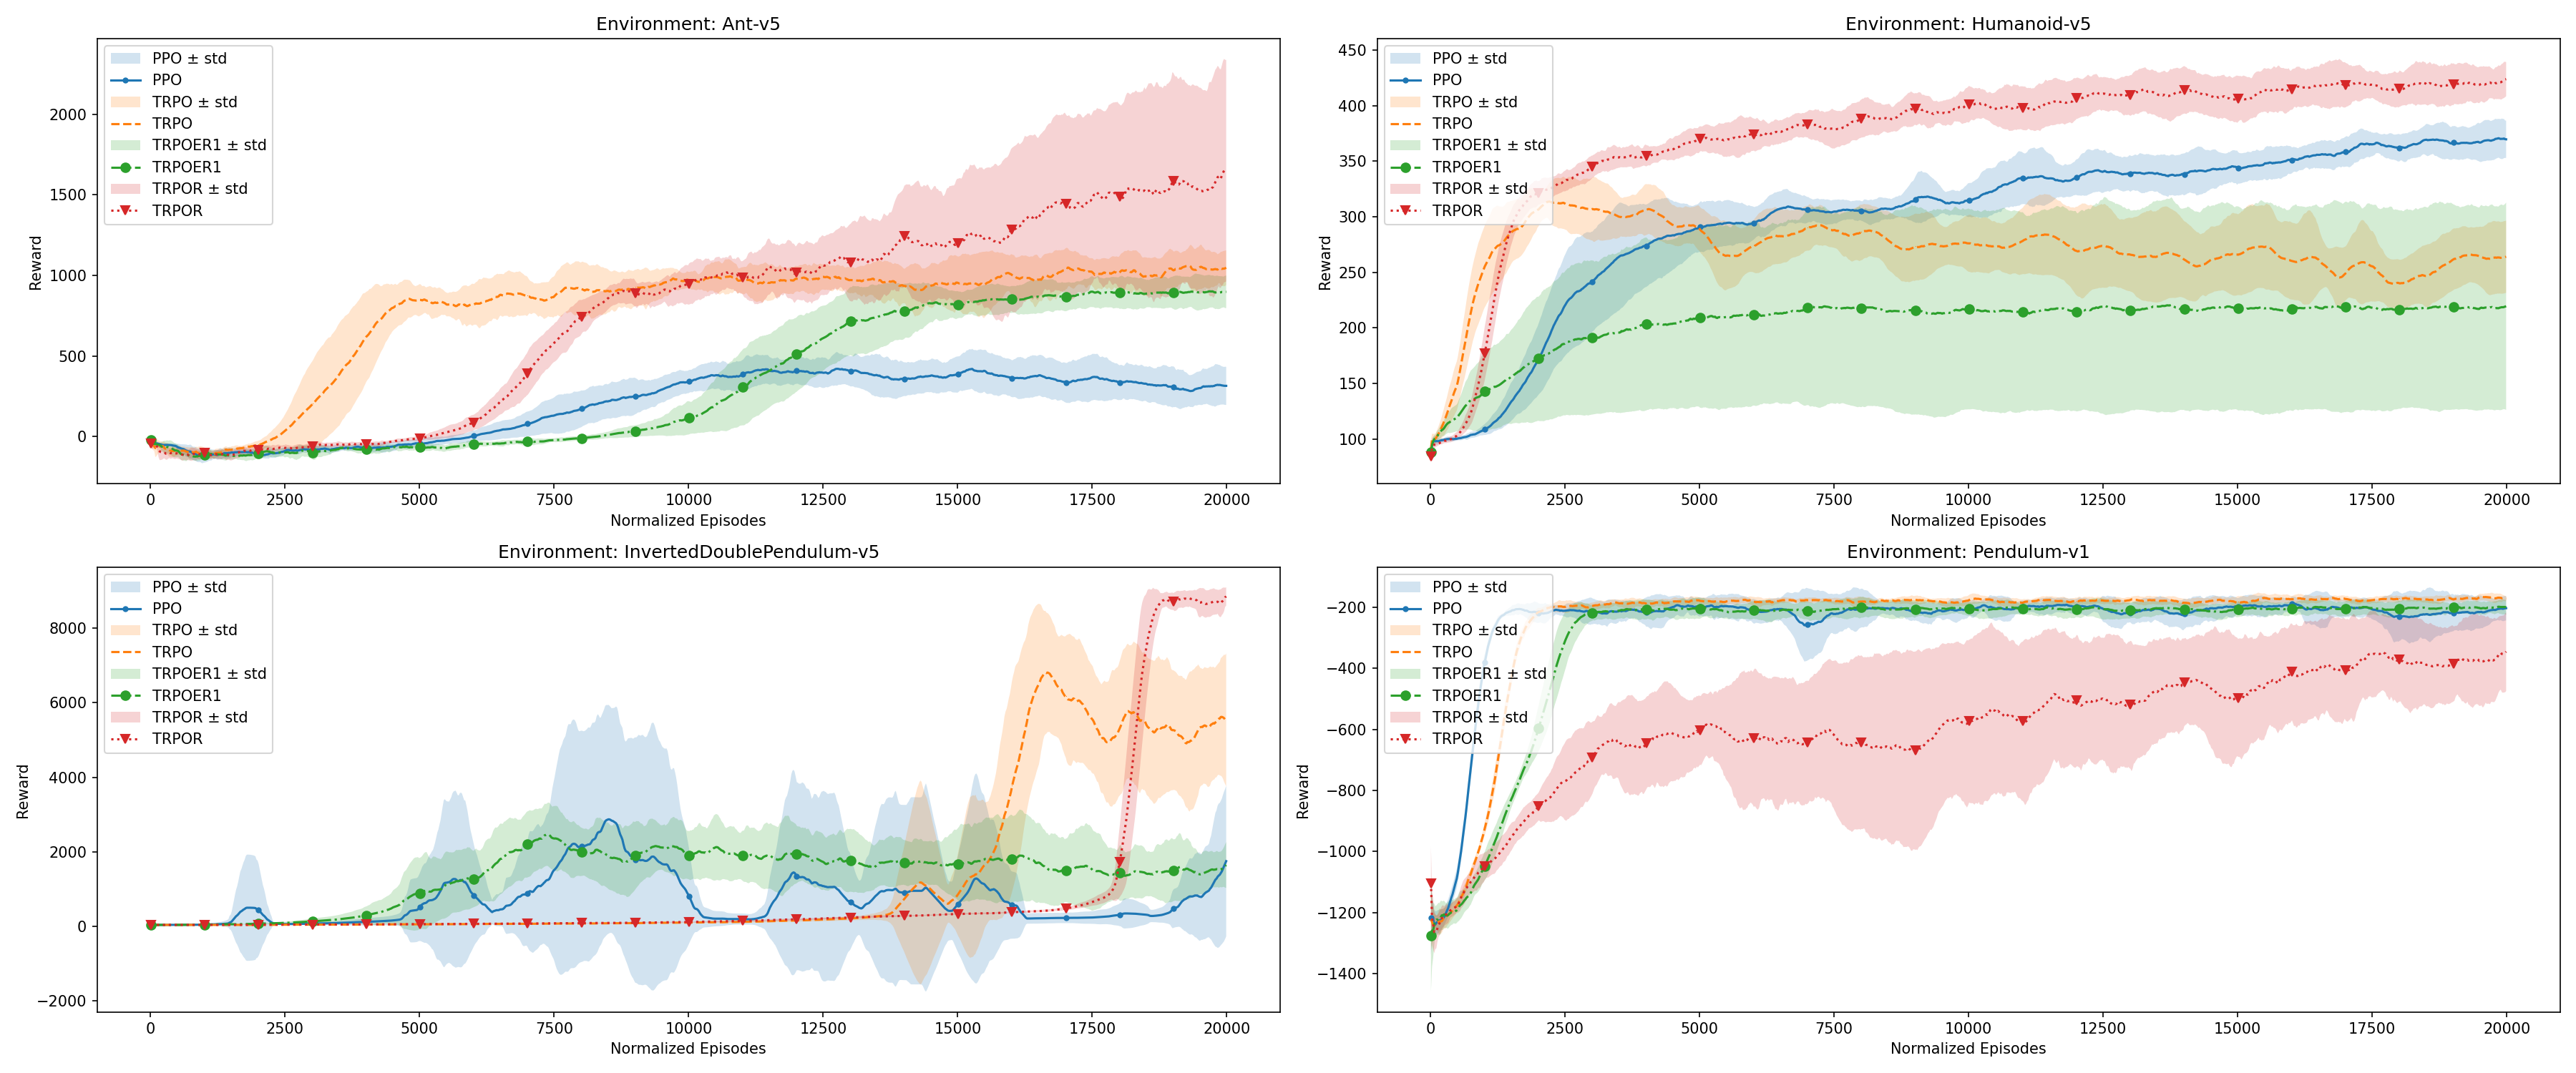 Environment: Ant-v5
PPO ± std
PPO
TRPO ± std
TRPO
TRPOER1 ± std
TRPOER1
TRPOR ± std
TRPOR
Reward
2000
1500
1000
500
0
0 2500 5000 7500 10000 12500 15000 17500 20000
Normalized Episodes
Environment: Humanoid-v5
PPO ± std
PPO
TRPO ± std
TRPO
TRPOER1 ± std
TRPOER1
TRPOR ± std
TRPOR
Reward
450
400
350
300
250
200
150
100
0 2500 5000 7500 10000 12500 15000 17500 20000
Normalized Episodes
Environment: InvertedDoublePendulum-v5
PPO ± std
PPO
TRPO ± std
TRPO
TRPOER1 ± std
TRPOER1
TRPOR ± std
TRPOR
Reward
8000
6000
4000
2000
0
−2000
0 2500 5000 7500 10000 12500 15000 17500 20000
Normalized Episodes
Environment: Pendulum-v1
PPO ± std
PPO
TRPO ± std
TRPO
TRPOER1 ± std
TRPOER1
TRPOR ± std
TRPOR
Reward
−200
−400
−600
−800
−1000
−1200
−1400
0 2500 5000 7500 10000 12500 15000 17500 20000
Normalized Episodes